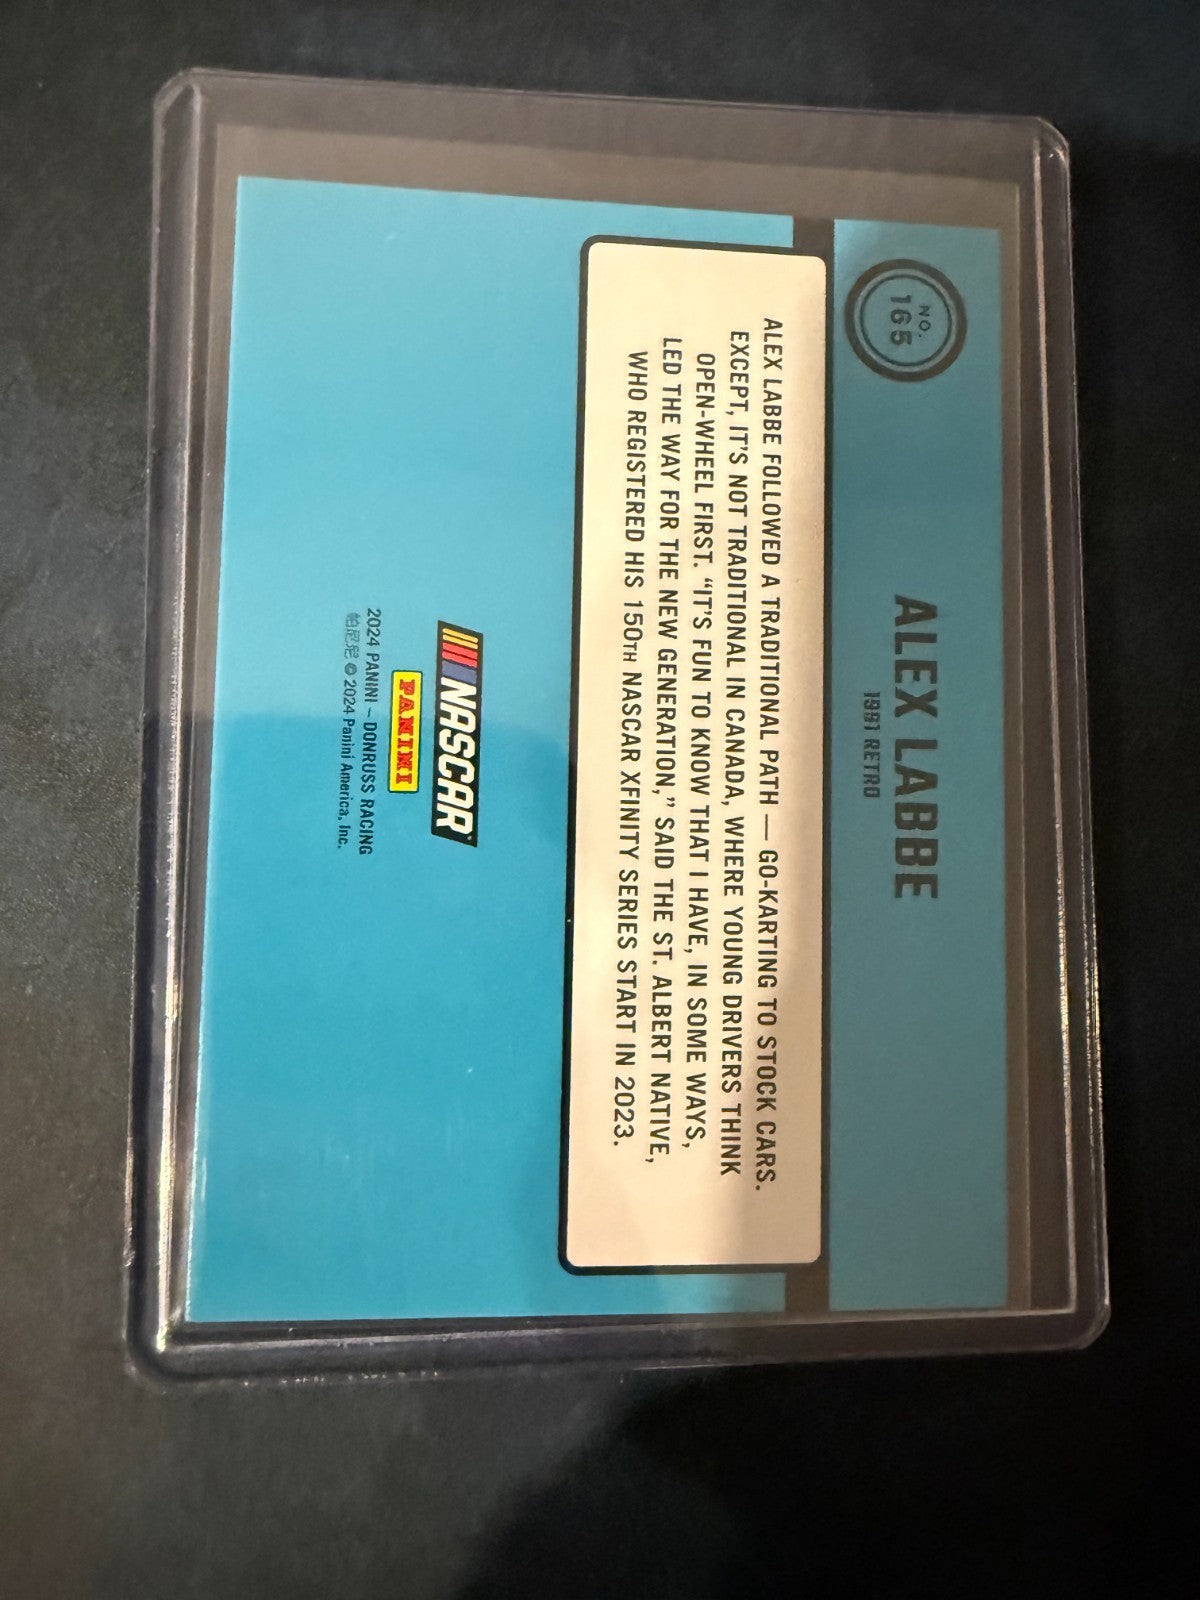 NO.
165
ALEX LABBE
1991 RETRO
ALEX LABBE FOLLOWED A TRADITIONAL PATH — GO-KARTING TO STOCK CARS.
EXCEPT, IT'S NOT TRADITIONAL IN CANADA, WHERE YOUNG DRIVERS THINK
OPEN-WHEEL FIRST. “IT'S FUN TO KNOW THAT I HAVE, IN SOME WAYS,
LED THE WAY FOR THE NEW GENERATION,” SAID THE ST. ALBERT NATIVE,
WHO REGISTERED HIS 150TH NASCAR XFINITY SERIES START IN 2023.
NASCAR
PANINI
2024 PANINI – DONRUSS RACING
帕尼尼 © 2024 Panini America, Inc.